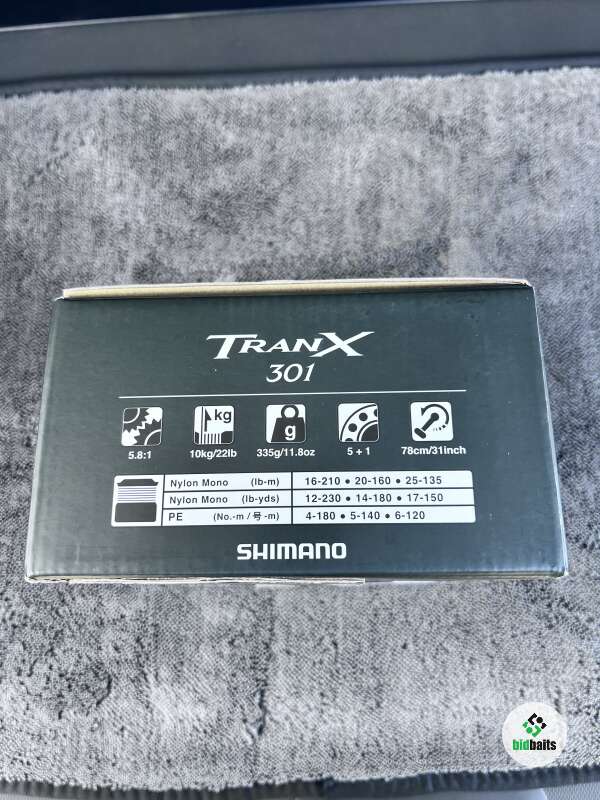 TRANX
301
kg
g
5.8:1 10kg/22lb 335g/11.8oz 5 + 1 78cm/31inch
Nylon Mono (lb-m) 16-210 ● 20-160 ● 25-135
Nylon Mono (lb-yds) 12-230 ● 14-180 ● 17-150
PE (No.-m / 号 -m) 4-180 ● 5-140 ● 6-120
SHIMANO
bidbaits